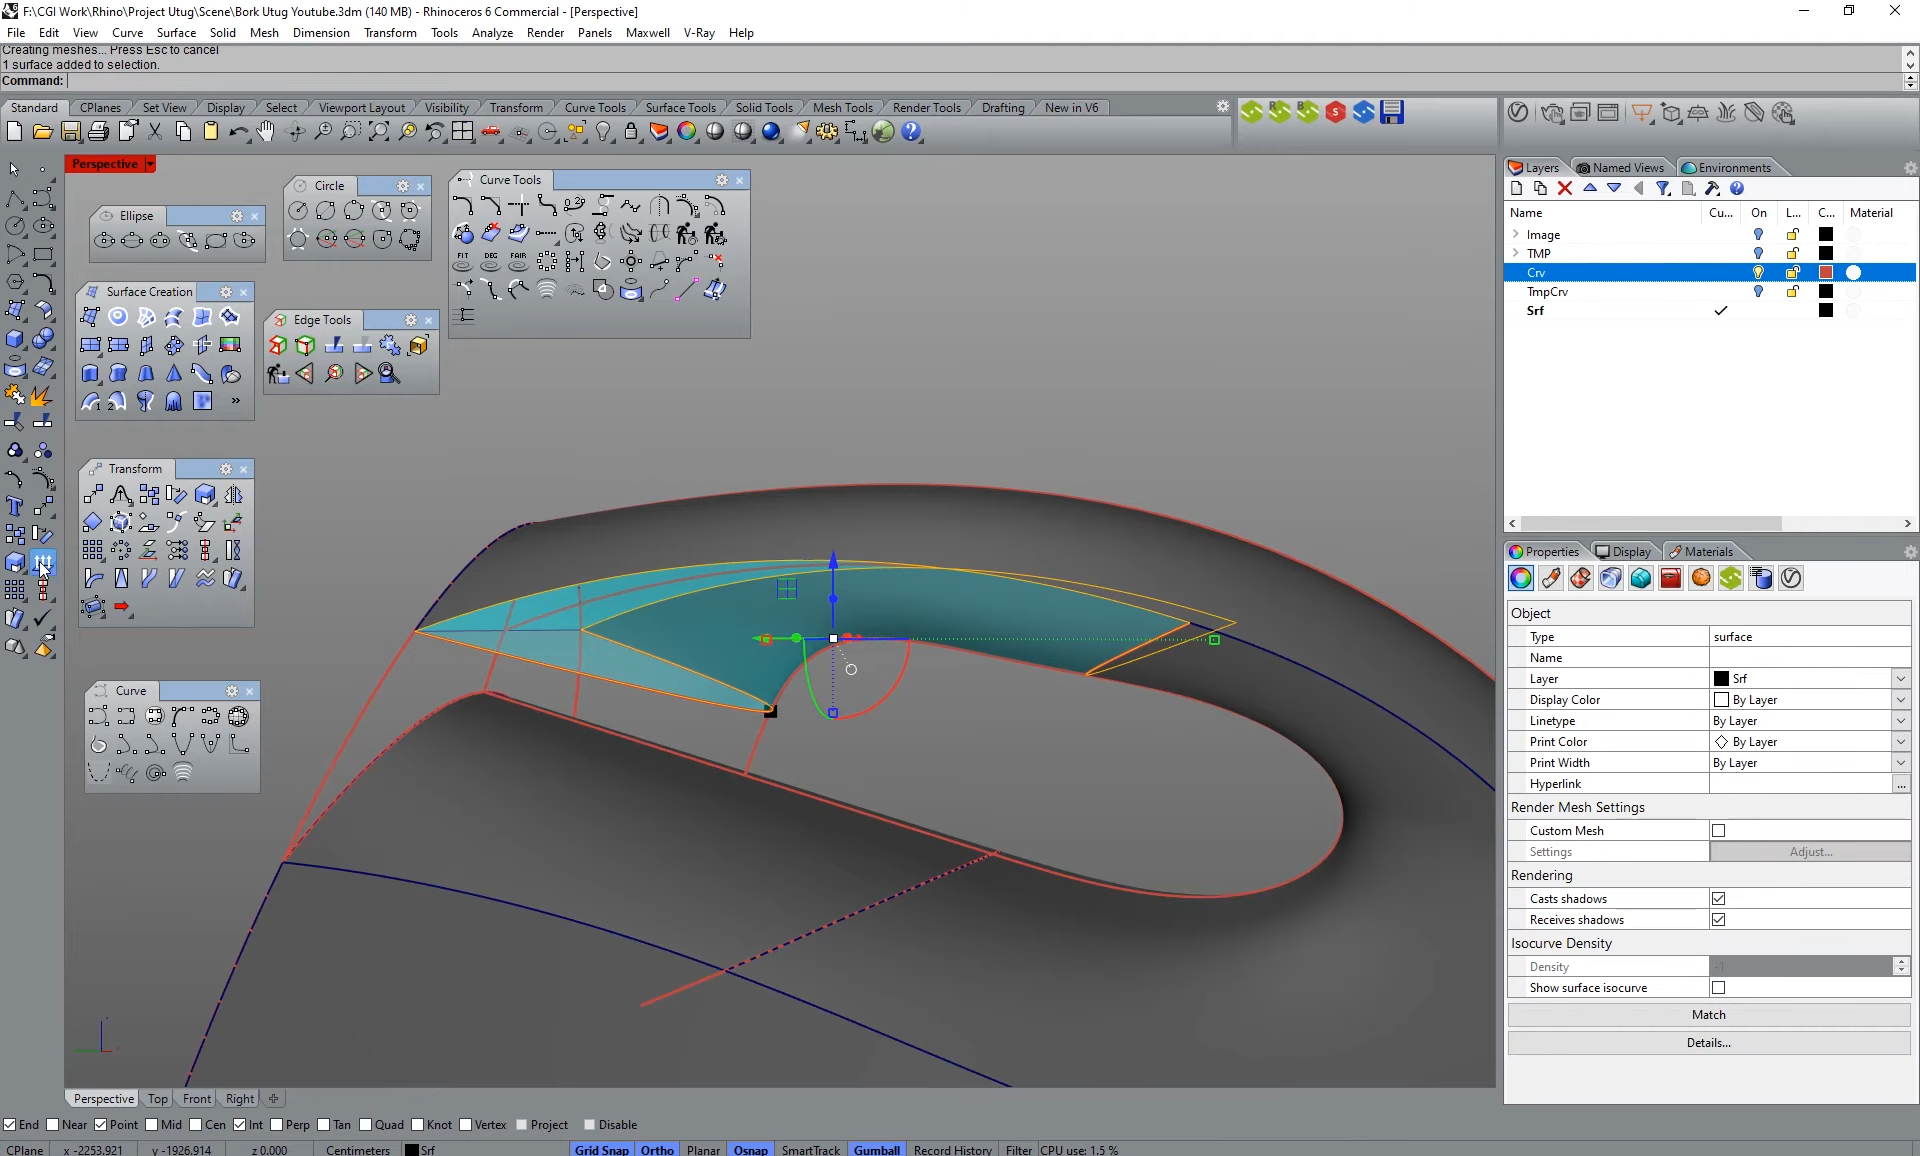 F:\CGI Work\Rhino\Project Utug\Scene\Bork Utug Youtube.3dm (140 MB) - Rhinoceros 6 Commercial - [Perspective]
File Edit View Curve Surface Solid Mesh Dimension Transform Tools Analyze Render Panels Maxwell V-Ray Help
Creating meshes... Press Esc to cancel
1 surface added to selection.
Command:
Standard CPlanes Set View Display Select Viewport Layout Visibility Transform Curve Tools Surface Tools Solid Tools Mesh Tools Render Tools Drafting New in V6
Perspective
Ellipse
Circle
Curve Tools
FIT DEG FAIR
Surface Creation
Edge Tools
Transform
Curve
Layers Named Views Environments
Name Cu... On L... C... Material
Image
TMP
Crv
TmpCrv
Srf
Properties Display Materials
Object
Type surface
Name
Layer Srf
Display Color By Layer
Linetype By Layer
Print Color By Layer
Print Width By Layer
Hyperlink ...
Render Mesh Settings
Custom Mesh
Settings Adjust...
Rendering
Casts shadows
Receives shadows
Isocurve Density
Density -1
Show surface isocurve
Match
Details...
Perspective Top Front Right
End Near Point Mid Cen Int Perp Tan Quad Knot Vertex Project Disable
CPlane x -2253.921 y -1926.914 z 0.000 Centimeters Srf Grid Snap Ortho Planar Osnap SmartTrack Gumball Record History Filter CPU use: 1.5 %